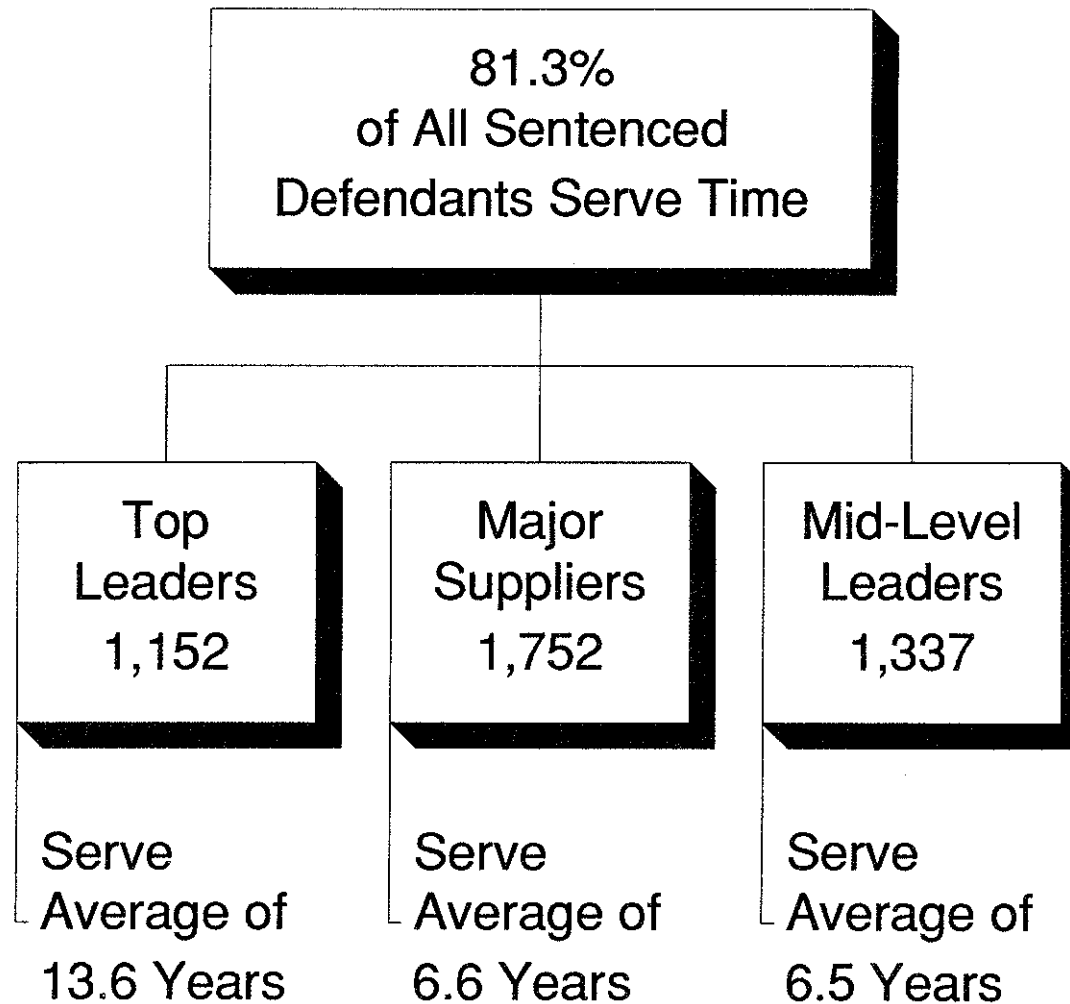 81.3%
of All Sentenced
Defendants Serve Time
Top
Leaders
1,152
Major
Suppliers
1,752
Mid-Level
Leaders
1,337
Serve
Average of
13.6 Years
Serve
Average of
6.6 Years
Serve
Average of
6.5 Years